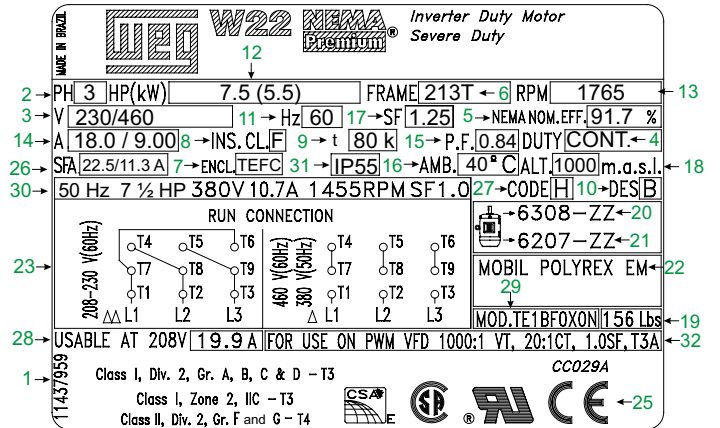 MADE IN BRAZIL
WEG W22 NEMA Premium® Inverter Duty Motor
Severe Duty
12
2 PH 3 HP(kW) 7.5 (5.5) FRAME 213T 6 RPM 1765 13
3 V 230/460 11 Hz 60 17 SF 1.25 5 NEMA NOM.EFF. 91.7 %
14 A 18.0 / 9.00 8 INS. CL. F 9 t 80 k 15 P.F. 0.84 DUTY CONT. 4
26 SFA 22.5/11.3 A 7 ENCL. TEFC 31 IP55 16 AMB. 40°C ALT. 1000 m.a.s.l. 18
30 50 Hz 7 ½ HP 380V 10.7A 1455RPM SF1.0 27 CODE H 10 DES B
RUN CONNECTION
23
208-230 V(60Hz)
T4 T5 T6
T7 T8 T9
T1 T2 T3
△△ L1 L2 L3
460 V(60Hz)
380 V(50Hz)
T4 T5 T6
T7 T8 T9
T1 T2 T3
△ L1 L2 L3
6308-ZZ 20
6207-ZZ 21
MOBIL POLYREX EM 22
29
MOD.TE1BF0X0N 156 Lbs 19
28 USABLE AT 208V 19.9 A FOR USE ON PWM VFD 1000:1 VT, 20:1CT, 1.0SF, T3A 32
1 11437959
Class I, Div. 2, Gr. A, B, C & D - T3
Class I, Zone 2, IIC - T3
Class II, Div. 2, Gr. F and G - T4
CSA E
SA ® UR CE
CC029A
25